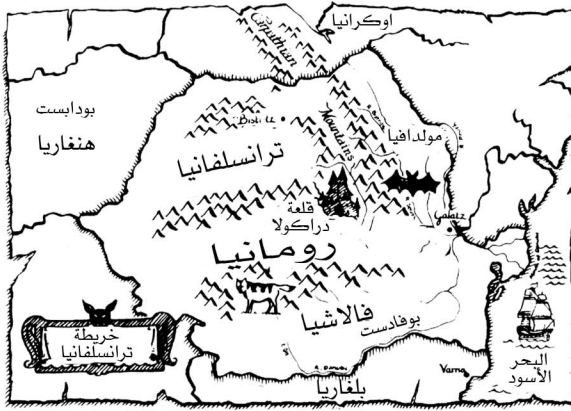 اوكرانيا
Carpathian
Mountains
بودابست
هنغاريا
ترانسلفانيا
مولدافيا
قلعة
دراكولا
رومانيا
Galatz
فالاشيا
بوفادست
خريطة
ترانسلفانيا
البحر
الأسود
Varna
بلغاريا